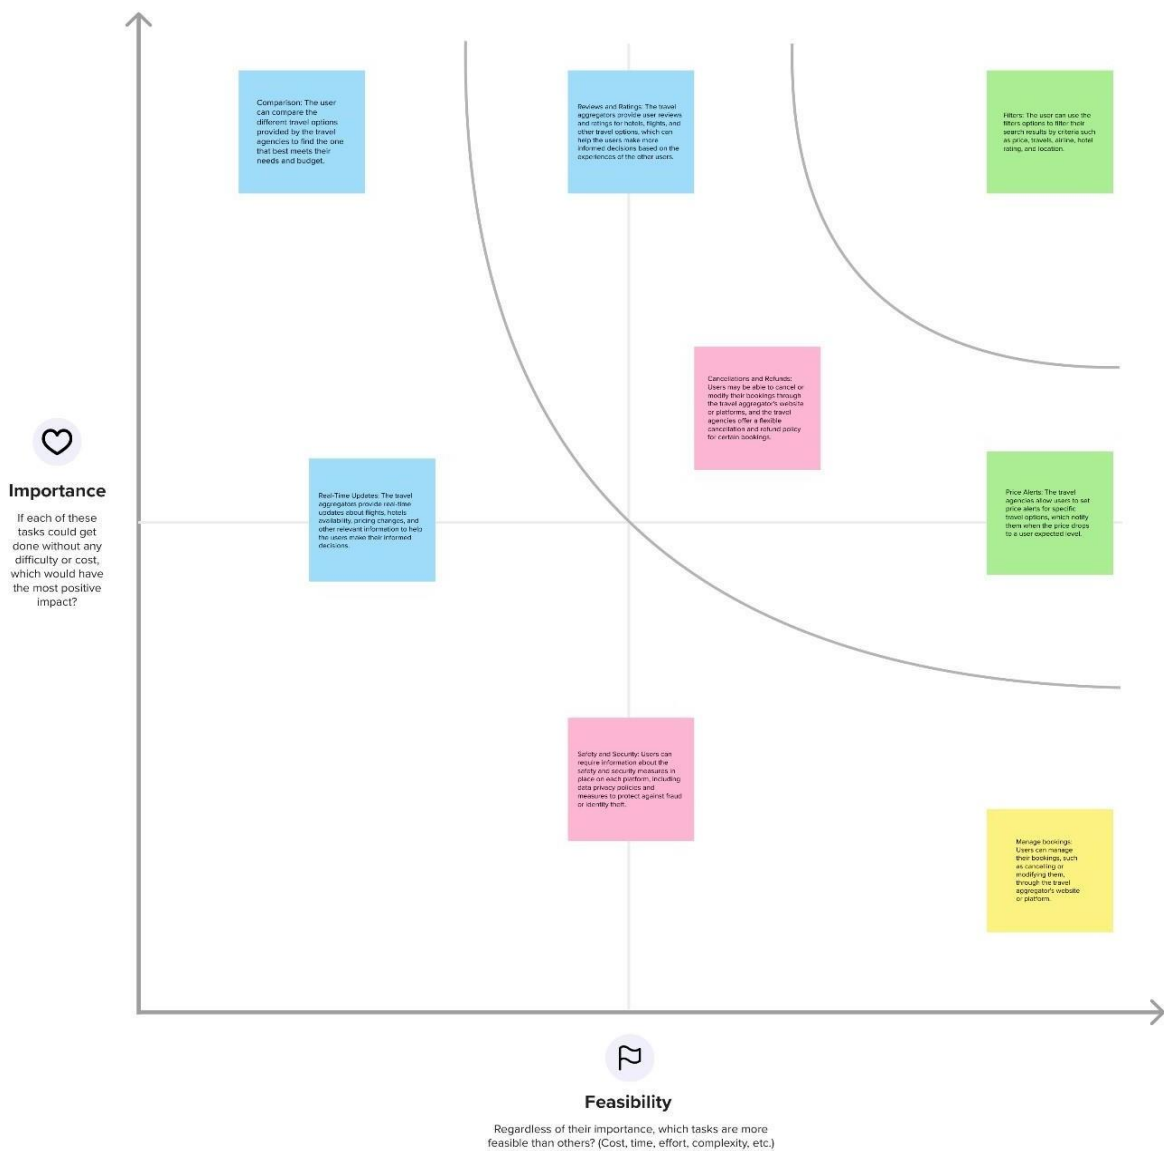 Comparison: The user
can compare the
different travel options
provided by the travel
agencies to find the one
that best meets their
needs and budget.
Reviews and Ratings: The travel
aggregators provide user reviews
and ratings for hotels, flights, and
other travel options, which can
help the users make more
informed decisions based on the
experiences of the other users.
Filters: The user can use the
filters options to filter their
search results by criteria such
as price, travels, airline, hotel
rating, and location.
Cancellations and Refunds:
Users may be able to cancel or
modify their bookings through
the travel aggregator's website
or platforms, and the travel
agencies offer a flexible
cancellation and refund policy
for certain bookings.
Importance
If each of these
tasks could get
done without any
difficulty or cost,
which would have
the most positive
impact?
Real-Time Updates: The travel
aggregators provide real-time
updates about flights, hotels
availability, pricing changes, and
other relevant information to help
the users make their informed
decisions.
Price Alerts: The travel
agencies allow users to set
price alerts for specific
travel options, which notify
them when the price drops
to a user expected level.
Safety and Security: Users can
require information about the
safety and security measures in
place on each platform, including
data privacy policies and
measures to protect against fraud
or identity theft.
Manage bookings:
Users can manage
their bookings, such
as cancelling or
modifying them,
through the travel
aggregator's website
or platform.
Feasibility
Regardless of their importance, which tasks are more
feasible than others? (Cost, time, effort, complexity, etc.)